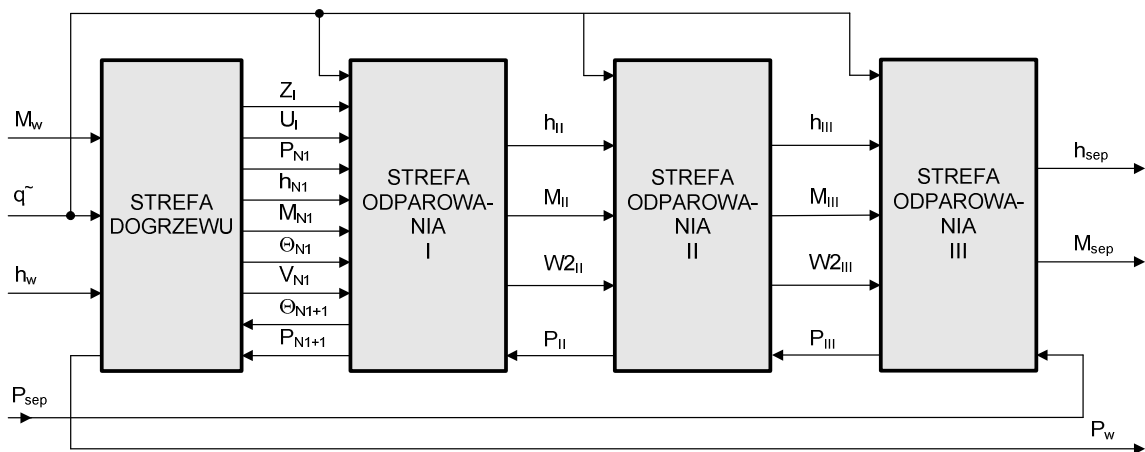 M_w
q~
h_w
P_sep
STREFA
DOGRZEWU
Z_I
U_I
P_N1
h_N1
M_N1
Θ_N1
V_N1
Θ_N1+1
P_N1+1
STREFA
ODPAROWA-
NIA
I
h_II
M_II
W2_II
P_II
STREFA
ODPAROWA-
NIA
II
h_III
M_III
W2_III
P_III
STREFA
ODPAROWA-
NIA
III
h_sep
M_sep
P_w